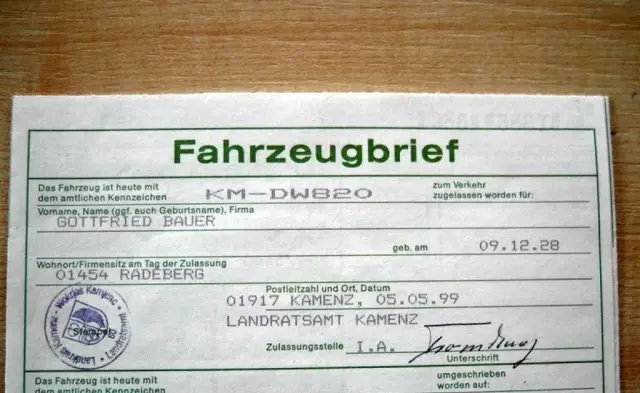 Fahrzeugbrief
Das Fahrzeug ist heute mit
dem amtlichen Kennzeichen
KM-DW820
zum Verkehr
zugelassen worden für:
Vorname, Name (ggf. auch Geburtsname), Firma
GOTTFRIED BAUER
geb. am 09.12.28
Wohnort/Firmensitz am Tag der Zulassung
01454 RADEBERG
Postleitzahl und Ort, Datum
01917 KAMENZ, 05.05.99
LANDRATSAMT KAMENZ
Stempel
Zulassungsstelle I.A.
Unterschrift
Das Fahrzeug ist heute mit
dem amtlichen Kennzeichen
umgeschrieben
worden auf: